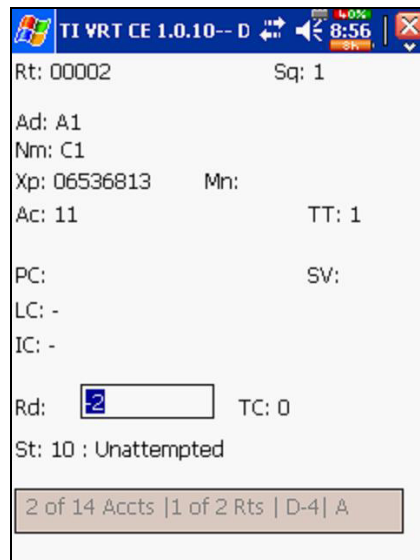 TI VRT CE 1.0.10-- D 40% 8:56 8h
Rt: 00002 Sq: 1
Ad: A1
Nm: C1
Xp: 06536813 Mn:
Ac: 11 TT: 1
PC: SV:
LC: -
IC: -
Rd: -2 TC: 0
St: 10 : Unattempted
2 of 14 Accts |1 of 2 Rts | D-4| A